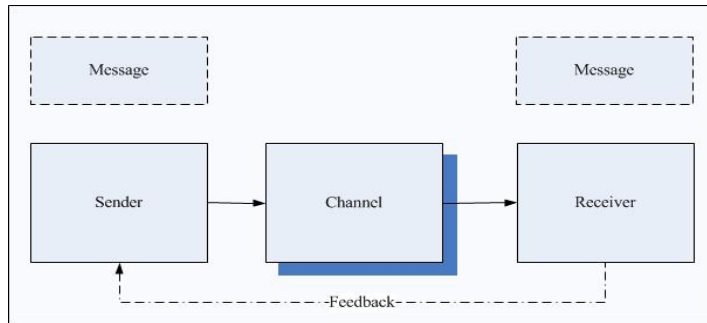 Message
Message
Sender
Channel
Receiver
Feedback